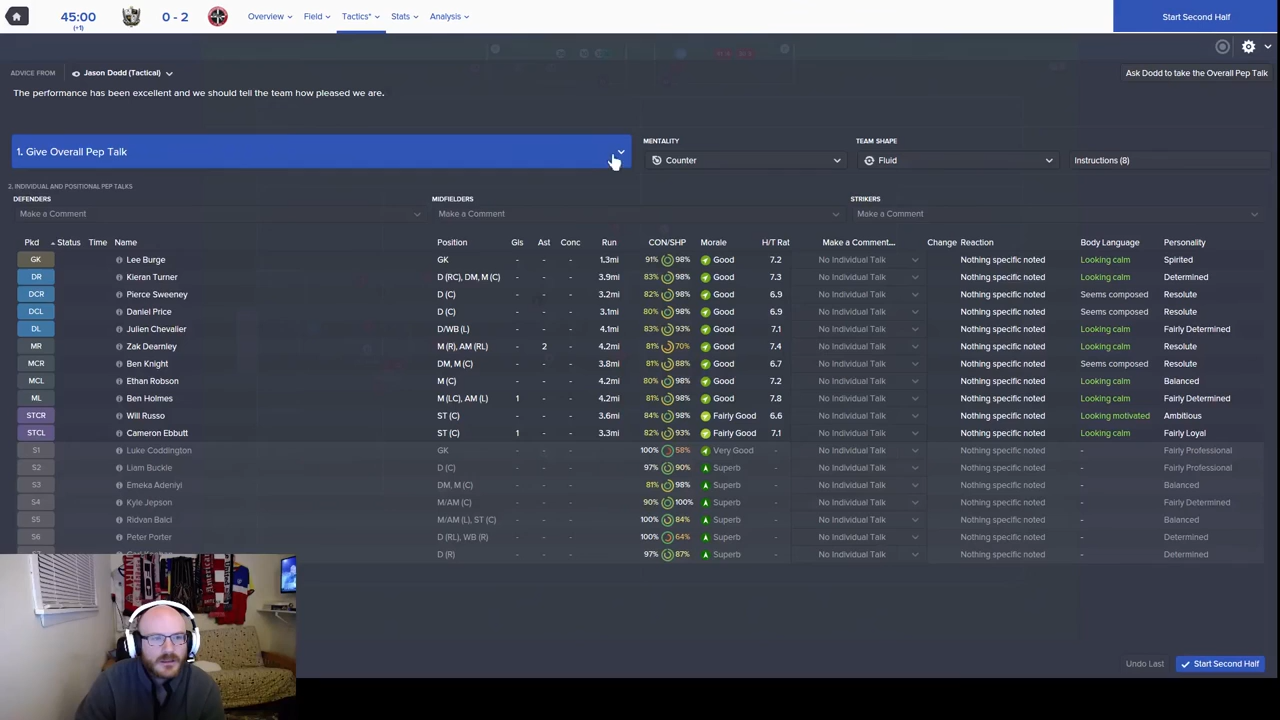 45:00
(+1)
0 - 2
Overview
Field
Tactics*
Stats
Analysis
Start Second Half
ADVICE FROM
Jason Dodd (Tactical)
Ask Dodd to take the Overall Pep Talk
The performance has been excellent and we should tell the team how pleased we are.
1. Give Overall Pep Talk
MENTALITY
Counter
TEAM SHAPE
Fluid
Instructions (8)
2. INDIVIDUAL AND POSITIONAL PEP TALKS
DEFENDERS
Make a Comment
MIDFIELDERS
Make a Comment
STRIKERS
Make a Comment
Pkd Status Time Name Position Gls Ast Conc Run CON/SHP Morale H/T Rat Make a Comment... Change Reaction Body Language Personality
GK Lee Burge GK - - - 1.3mi 91% 98% Good 7.2 No Individual Talk Nothing specific noted Looking calm Spirited
DR Kieran Turner D (RC), DM, M (C) - - - 3.9mi 83% 98% Good 7.3 No Individual Talk Nothing specific noted Looking calm Determined
DCR Pierce Sweeney D (C) - - - 3.2mi 82% 98% Good 6.9 No Individual Talk Nothing specific noted Seems composed Resolute
DCL Daniel Price D (C) - - - 3.1mi 80% 98% Good 6.9 No Individual Talk Nothing specific noted Seems composed Resolute
DL Julien Chevalier D/WB (L) - - - 4.1mi 83% 93% Good 7.1 No Individual Talk Nothing specific noted Looking calm Fairly Determined
MR Zak Dearnley M (R), AM (RL) - 2 - 4.2mi 81% 70% Good 7.4 No Individual Talk Nothing specific noted Looking calm Resolute
MCR Ben Knight DM, M (C) - - - 3.8mi 81% 88% Good 6.7 No Individual Talk Nothing specific noted Seems composed Resolute
MCL Ethan Robson M (C) - - - 4.2mi 80% 98% Good 7.2 No Individual Talk Nothing specific noted Looking calm Balanced
ML Ben Holmes M (LC), AM (L) 1 - - 4.2mi 81% 98% Good 7.8 No Individual Talk Nothing specific noted Looking calm Fairly Determined
STCR Will Russo ST (C) - - - 3.6mi 84% 98% Fairly Good 6.6 No Individual Talk Nothing specific noted Looking motivated Ambitious
STCL Cameron Ebbutt ST (C) 1 - - 3.3mi 82% 93% Fairly Good 7.1 No Individual Talk Nothing specific noted Looking calm Fairly Loyal
S1 Luke Coddington GK 100% 58% Very Good - No Individual Talk Nothing specific noted - Fairly Professional
S2 Liam Buckle D (C) 97% 90% Superb - No Individual Talk Nothing specific noted - Fairly Professional
S3 Emeka Adeniyi DM, M (C) 81% 98% Superb - No Individual Talk Nothing specific noted - Balanced
S4 Kyle Jepson M/AM (C) 90% 100% Superb - No Individual Talk Nothing specific noted - Fairly Determined
S5 Ridvan Balci M/AM (L), ST (C) 100% 84% Superb - No Individual Talk Nothing specific noted - Balanced
S6 Peter Porter D (RL), WB (R) 100% 64% Superb - No Individual Talk Nothing specific noted - Determined
D (R) 97% 87% Superb - No Individual Talk Nothing specific noted - Determined
Undo Last
Start Second Half